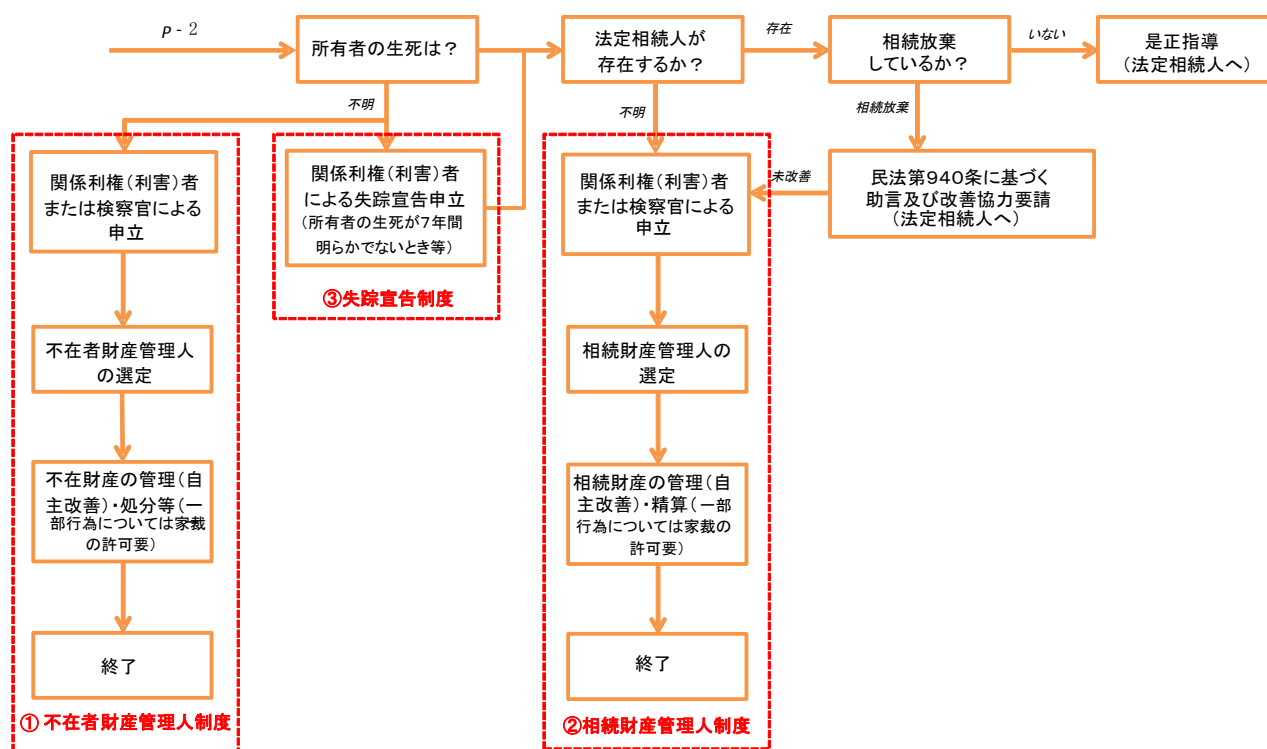 P-2
所有者の生死は？
法定相続人が
存在するか？
存在
相続放棄
しているか？
いない
是正指導
(法定相続人へ)
不明
不明
相続放棄
関係利権(利害)者
または検察官による
申立
関係利権(利害)者
による失踪宣告申立
(所有者の生死が７年間
明らかでないとき等)
③失踪宣告制度
関係利権(利害)者
または検察官による
申立
未改善
民法第940条に基づく
助言及び改善協力要請
(法定相続人へ)
不在者財産管理人
の選定
相続財産管理人の
選定
不在財産の管理(自
主改善)・処分等(一
部行為については家裁
の許可要)
相続財産の管理(自
主改善)・精算(一部
行為については家裁の
許可要)
終了
終了
①不在者財産管理人制度
②相続財産管理人制度